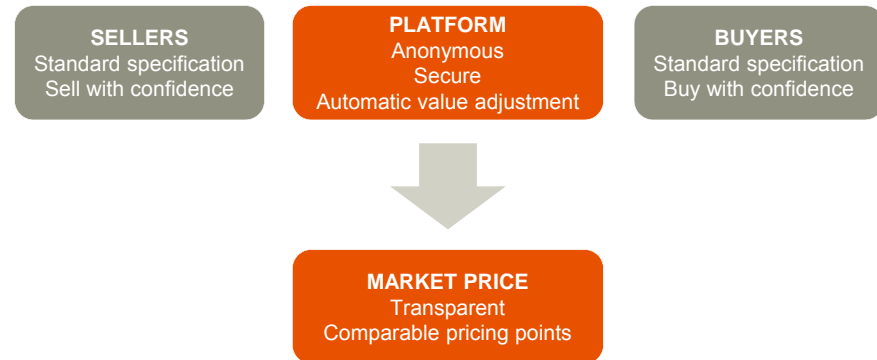 SELLERS
Standard specification
Sell with confidence
PLATFORM
Anonymous
Secure
Automatic value adjustment
BUYERS
Standard specification
Buy with confidence
MARKET PRICE
Transparent
Comparable pricing points